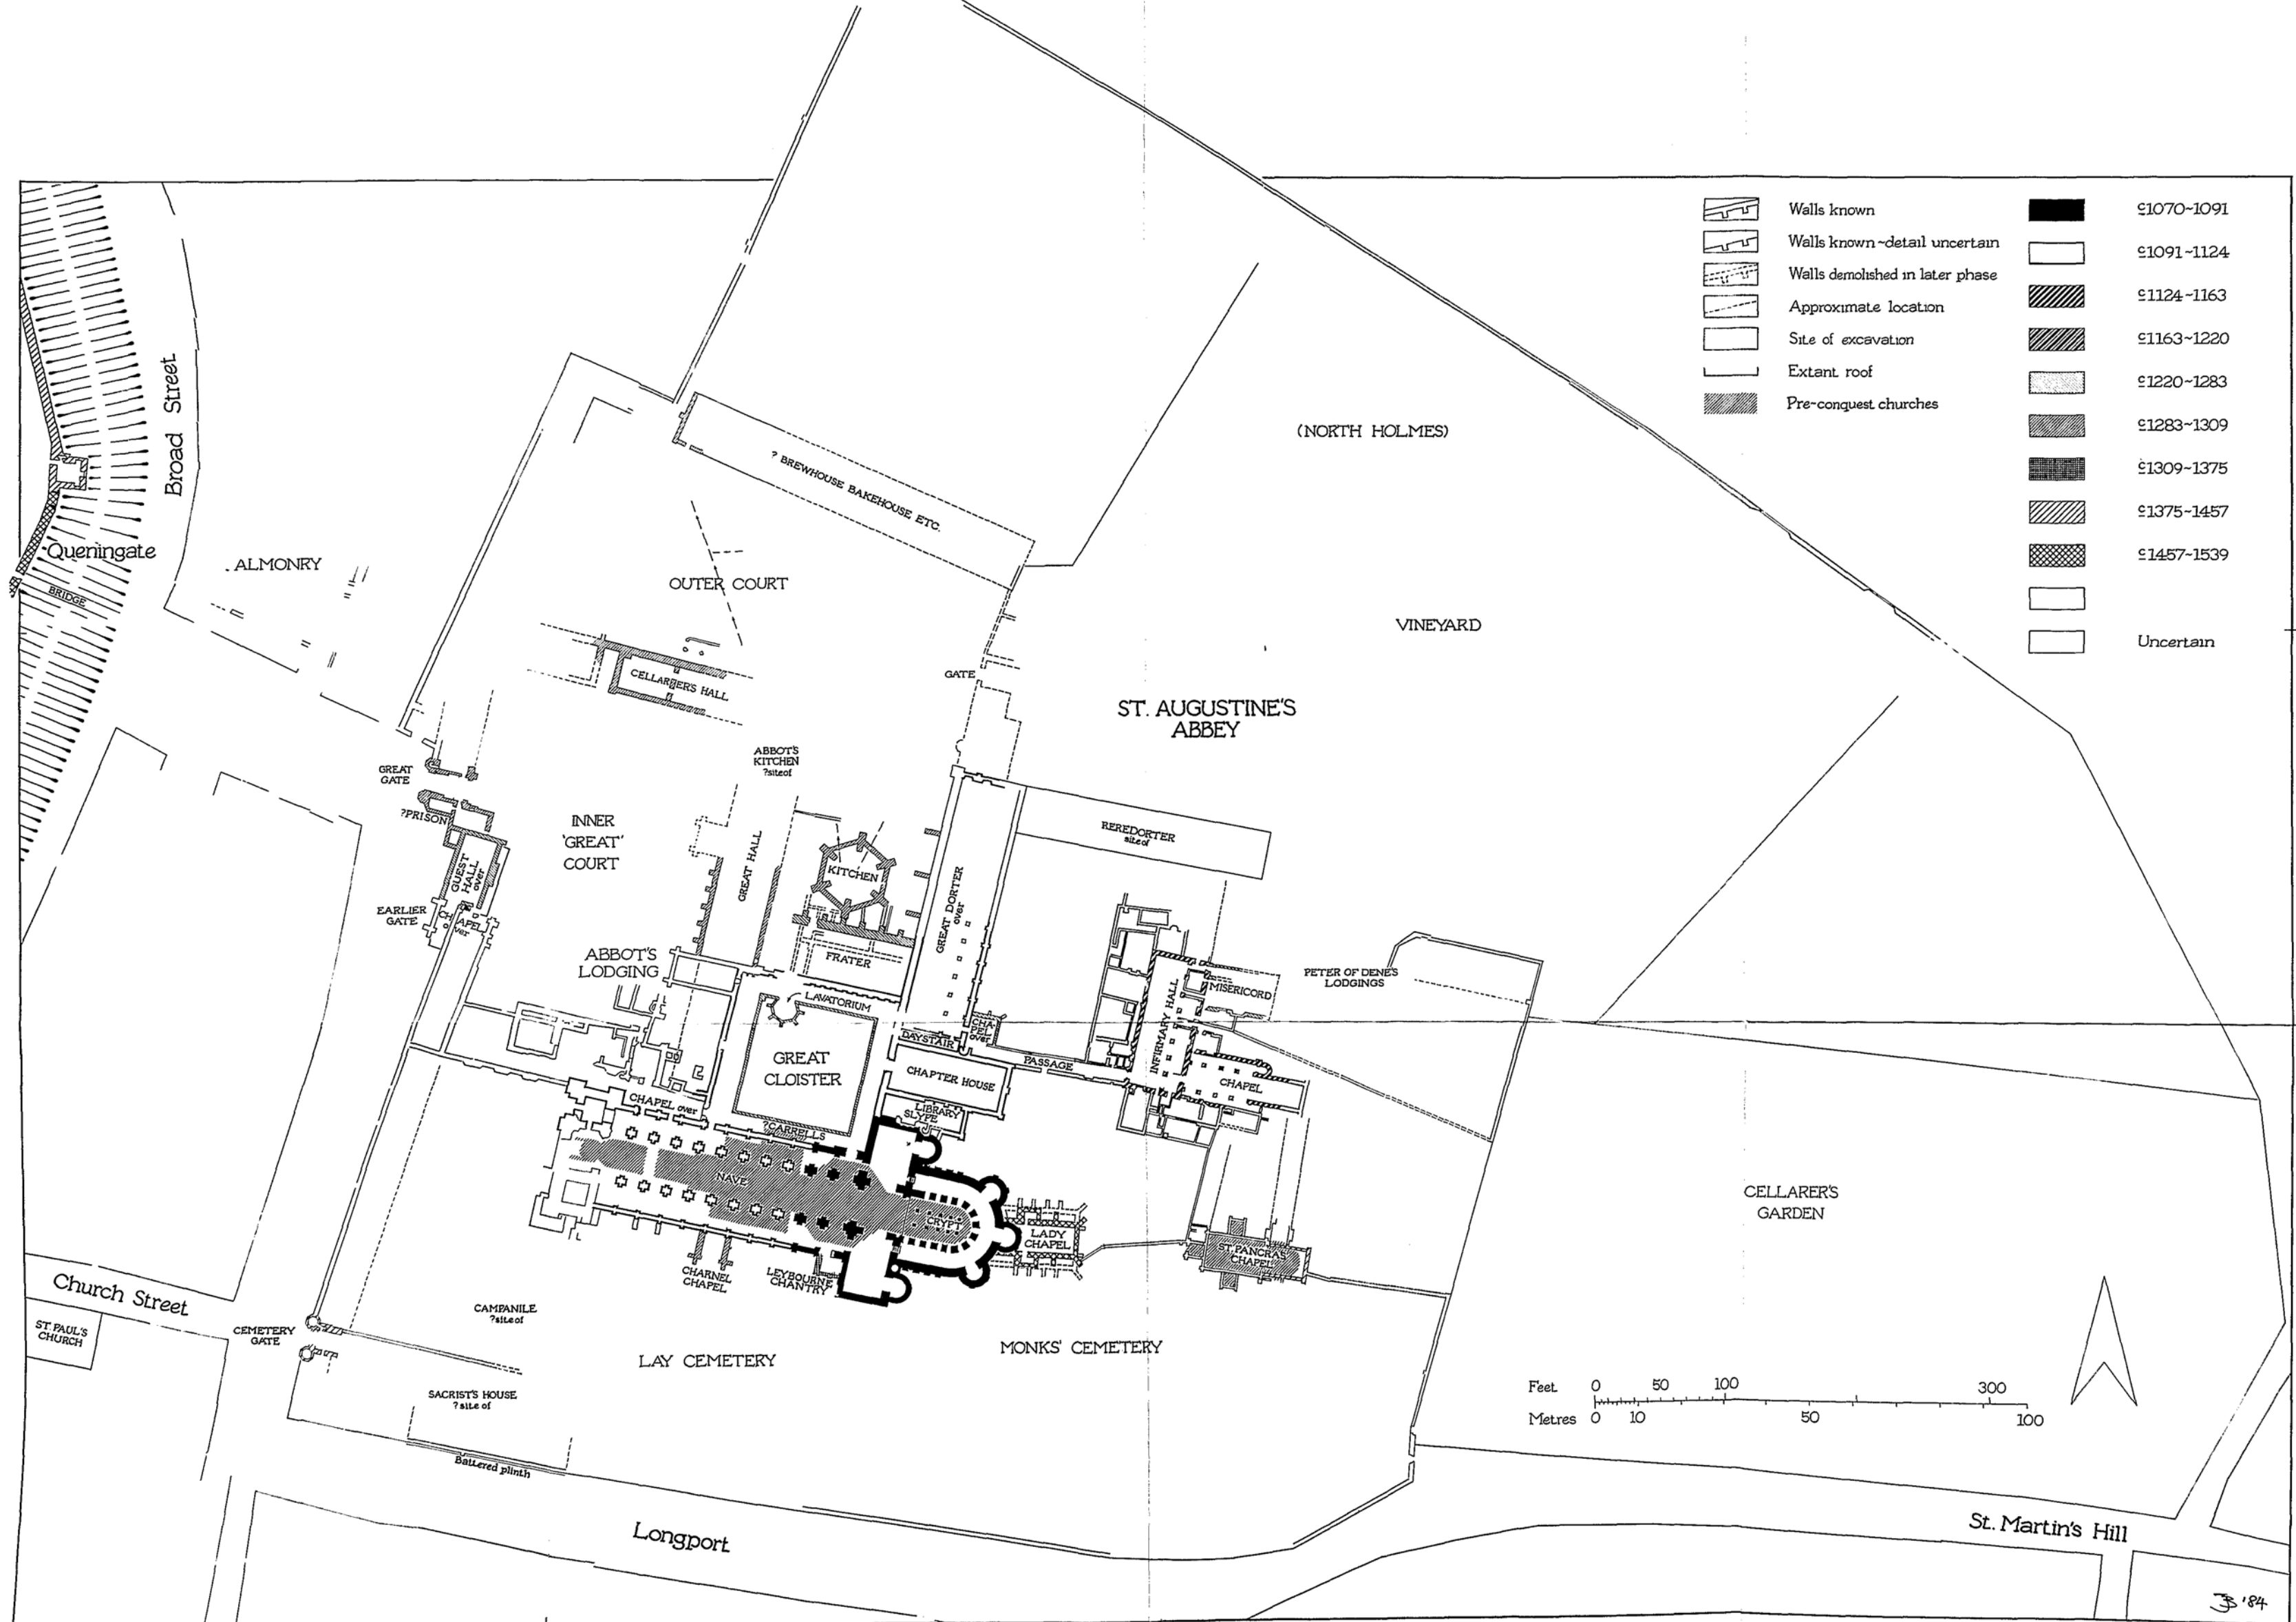 Walls known
Walls known~detail uncertain
Walls demolished in later phase
Approximate location
Site of excavation
Extant roof
Pre-conquest churches
c1070~1091
c1091~1124
c1124~1163
c1163~1220
c1220~1283
c1283~1309
c1309~1375
c1375~1457
c1457~1539
Uncertain
Broad Street
Queningate
BRIDGE
ALMONRY
(NORTH HOLMES)
? BREWHOUSE BAKEHOUSE ETC.
OUTER COURT
VINEYARD
CELLARER'S HALL
GATE
ST. AUGUSTINE'S
ABBEY
ABBOT'S
KITCHEN
?site of
GREAT
GATE
?PRISON
INNER
'GREAT'
COURT
GREAT HALL
KITCHEN
REREDORTER
site of
GUEST
HALL
over
EARLIER
GATE
CHAPEL
over
GREAT DORTER
over
ABBOT'S
LODGING
FRATER
LAVATORIUM
PETER OF DENE'S
LODGINGS
MISERICORD
INFIRMARY HALL
CHAPEL
over
DAYSTAIR
PASSAGE
GREAT
CLOISTER
CHAPTER HOUSE
CHAPEL
CHAPEL over
LIBRARY
SLYPE
?CARRELLS
NAVE
CRYPT
LADY
CHAPEL
ST. PANCRAS
CHAPEL
CELLARER'S
GARDEN
CHARNEL
CHAPEL
LEYBOURNE
CHANTRY
Church Street
ST. PAUL'S
CHURCH
CEMETERY
GATE
CAMPANILE
?site of
LAY CEMETERY
MONKS' CEMETERY
SACRIST'S HOUSE
? site of
Battered plinth
Feet 0 50 100 300
Metres 0 10 50 100
Longport
St. Martin's Hill
JB '84